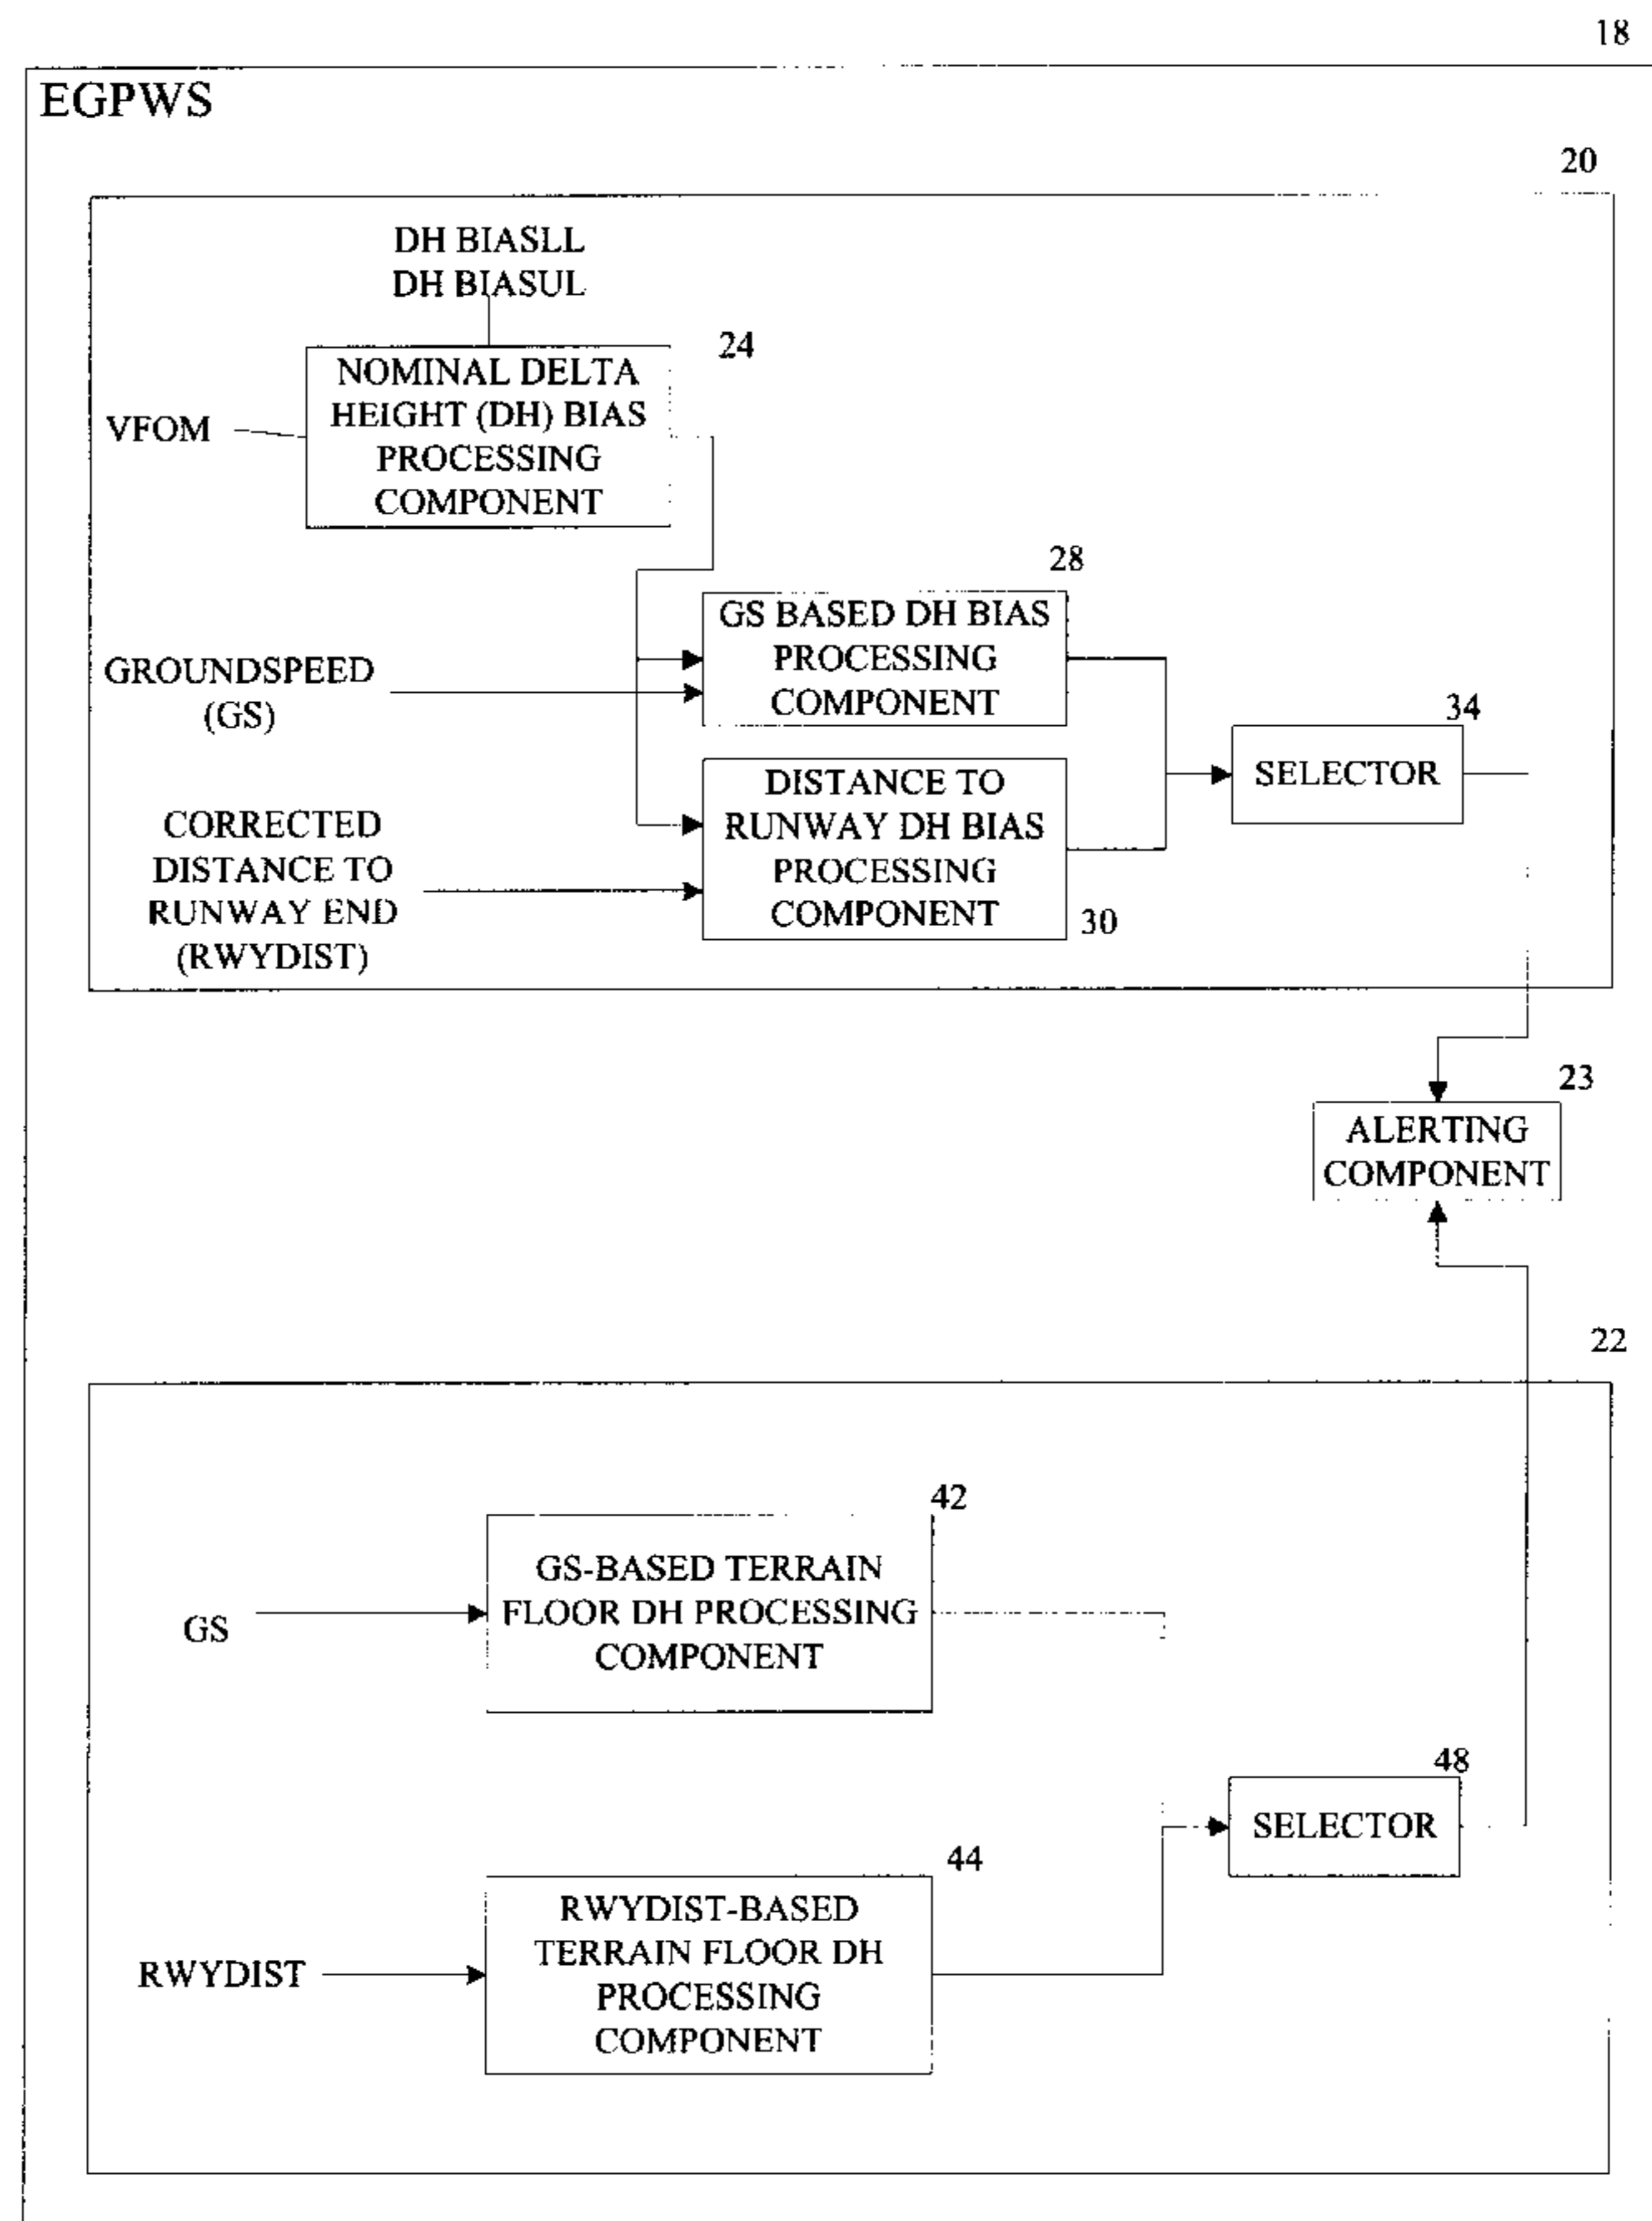 18
EGPWS
20
DH BIASLL
DH BIASUL
24
NOMINAL DELTA
HEIGHT (DH) BIAS
PROCESSING
COMPONENT
VFOM
28
GS BASED DH BIAS
PROCESSING
COMPONENT
GROUNDSPEED
(GS)
34
SELECTOR
DISTANCE TO
RUNWAY DH BIAS
PROCESSING
COMPONENT
30
CORRECTED
DISTANCE TO
RUNWAY END
(RWYDIST)
23
ALERTING
COMPONENT
22
42
GS-BASED TERRAIN
FLOOR DH PROCESSING
COMPONENT
GS
48
SELECTOR
44
RWYDIST-BASED
TERRAIN FLOOR DH
PROCESSING
COMPONENT
RWYDIST